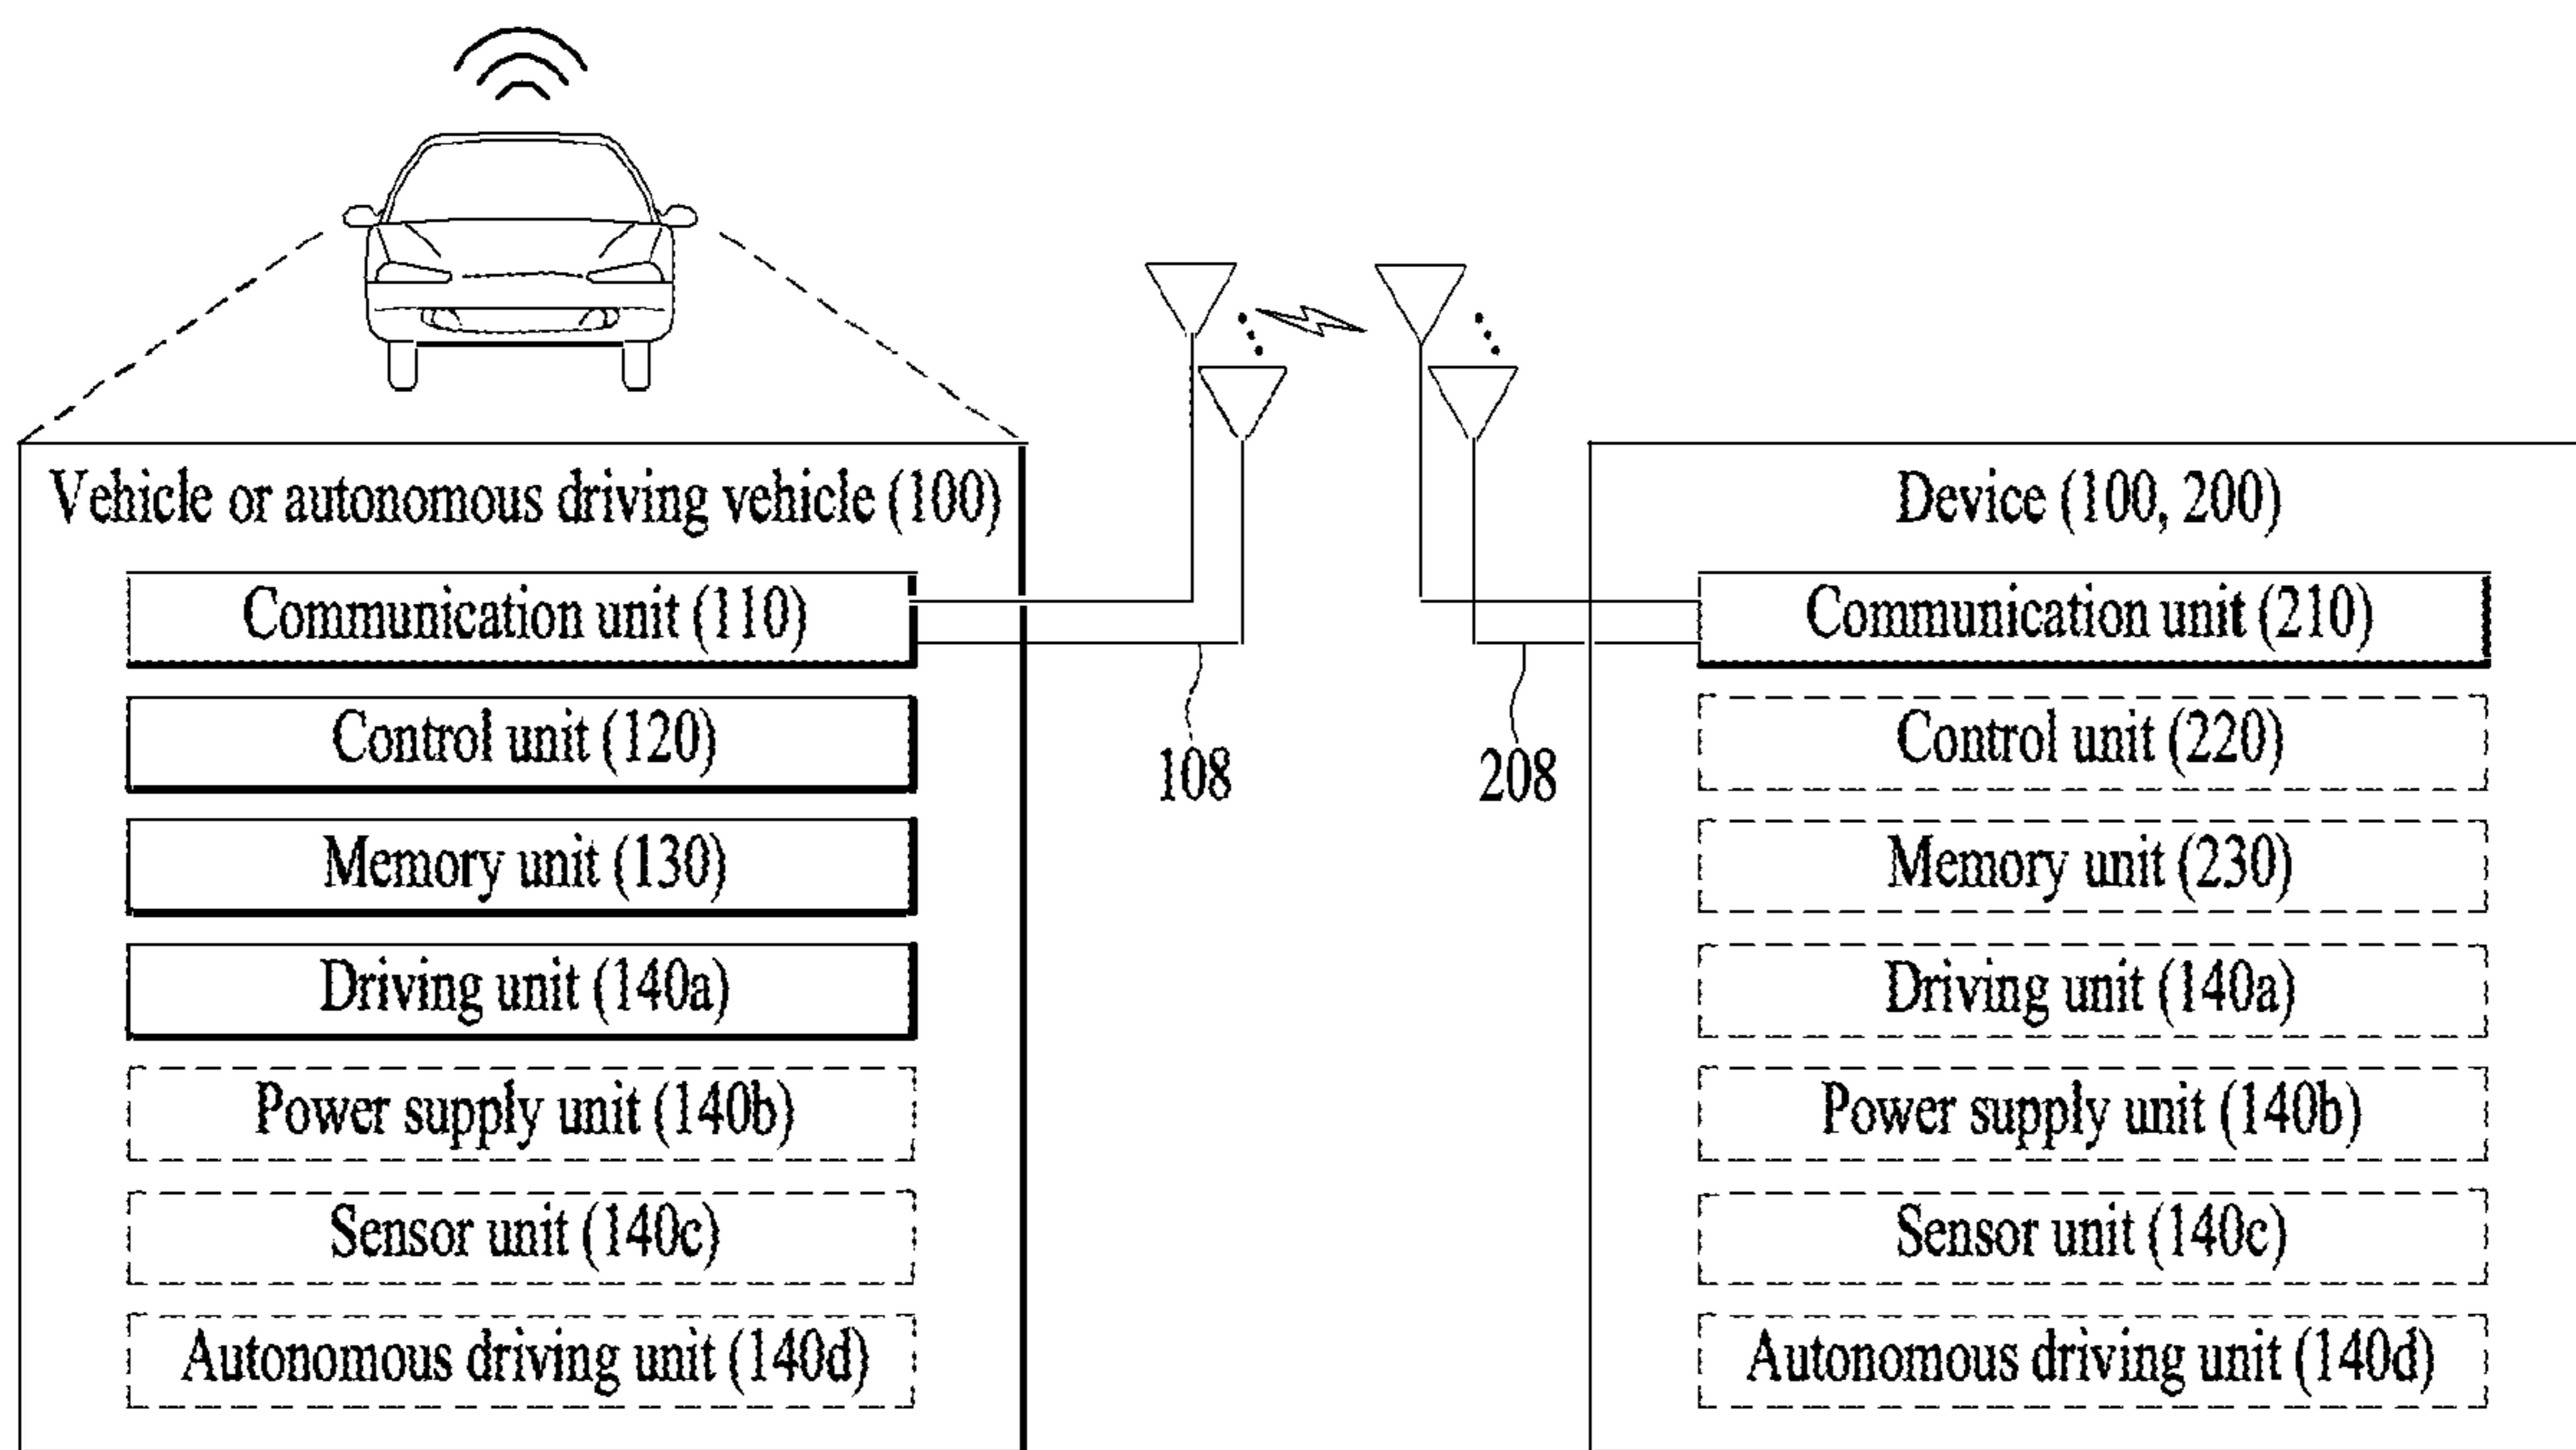 Vehicle or autonomous driving vehicle (100)
Communication unit (110)
Control unit (120)
Memory unit (130)
Driving unit (140a)
Power supply unit (140b)
Sensor unit (140c)
Autonomous driving unit (140d)
108
208
Device (100, 200)
Communication unit (210)
Control unit (220)
Memory unit (230)
Driving unit (140a)
Power supply unit (140b)
Sensor unit (140c)
Autonomous driving unit (140d)